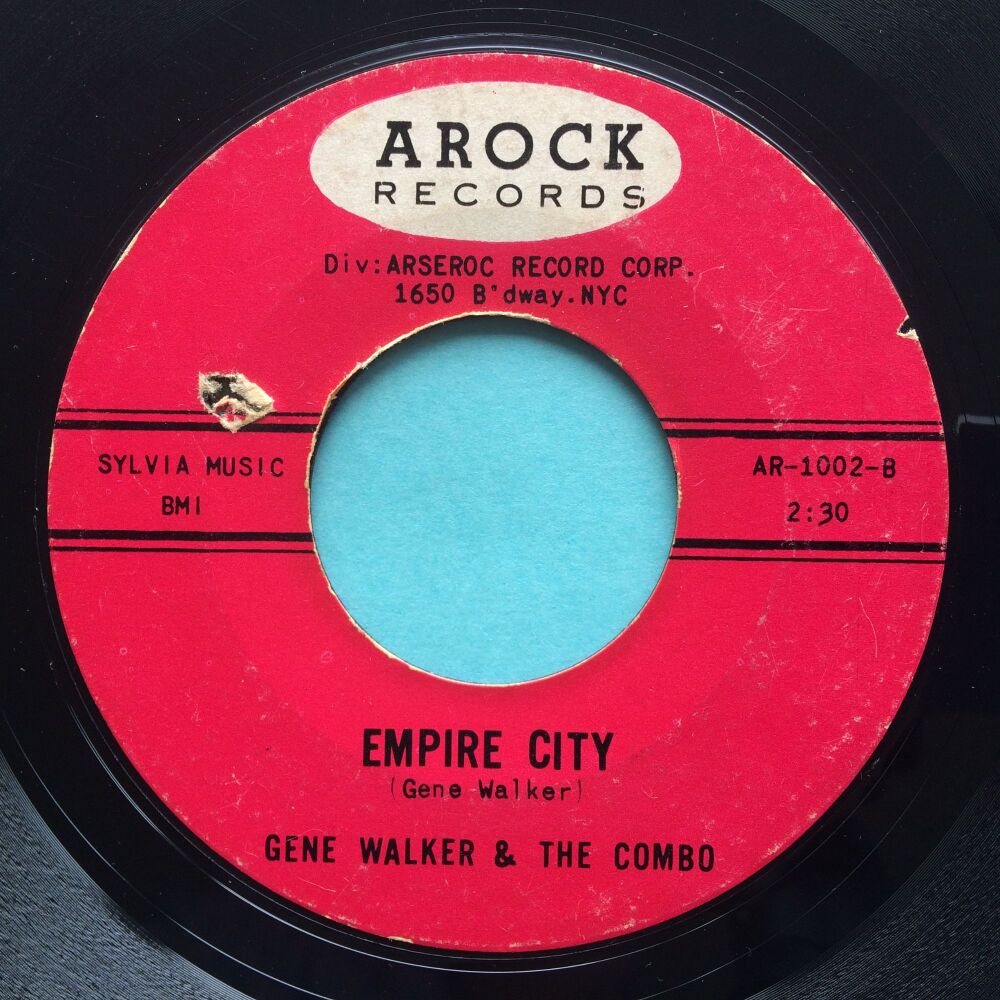 AROCK
RECORDS
Div:ARSEROC RECORD CORP.
1650 B'dway.NYC
SYLVIA MUSIC
BMI
AR-1002-B
2:30
EMPIRE CITY
(Gene Walker)
GENE WALKER & THE COMBO